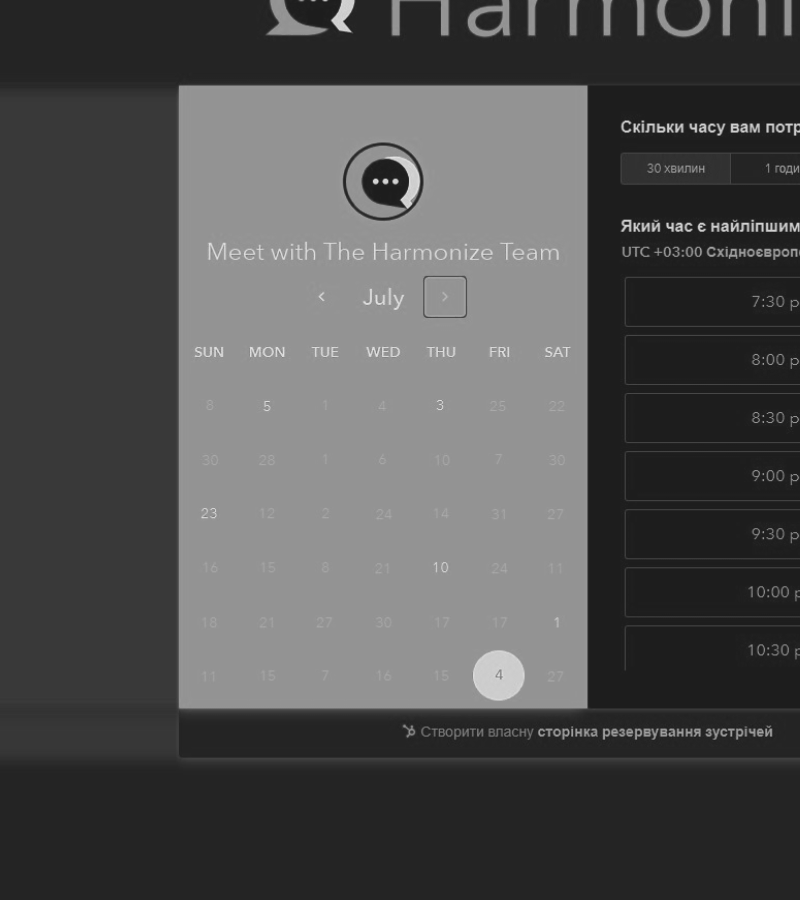 Harmoni
Meet with The Harmonize Team
July
SUN MON TUE WED THU FRI SAT
8 5 1 4 3 25 22
30 28 1 6 10 7 30
23 12 2 24 14 31 27
16 15 8 21 10 24 11
18 21 27 30 17 17 1
11 15 7 16 15 4 27
Скільки часу вам потр
30 хвилин 1 годи
Який час є найліпшим
UTC +03:00 Східноєвропе
7:30 р
8:00 р
8:30 р
9:00 р
9:30 р
10:00 р
10:30 р
Створити власну сторінка резервування зустрічей